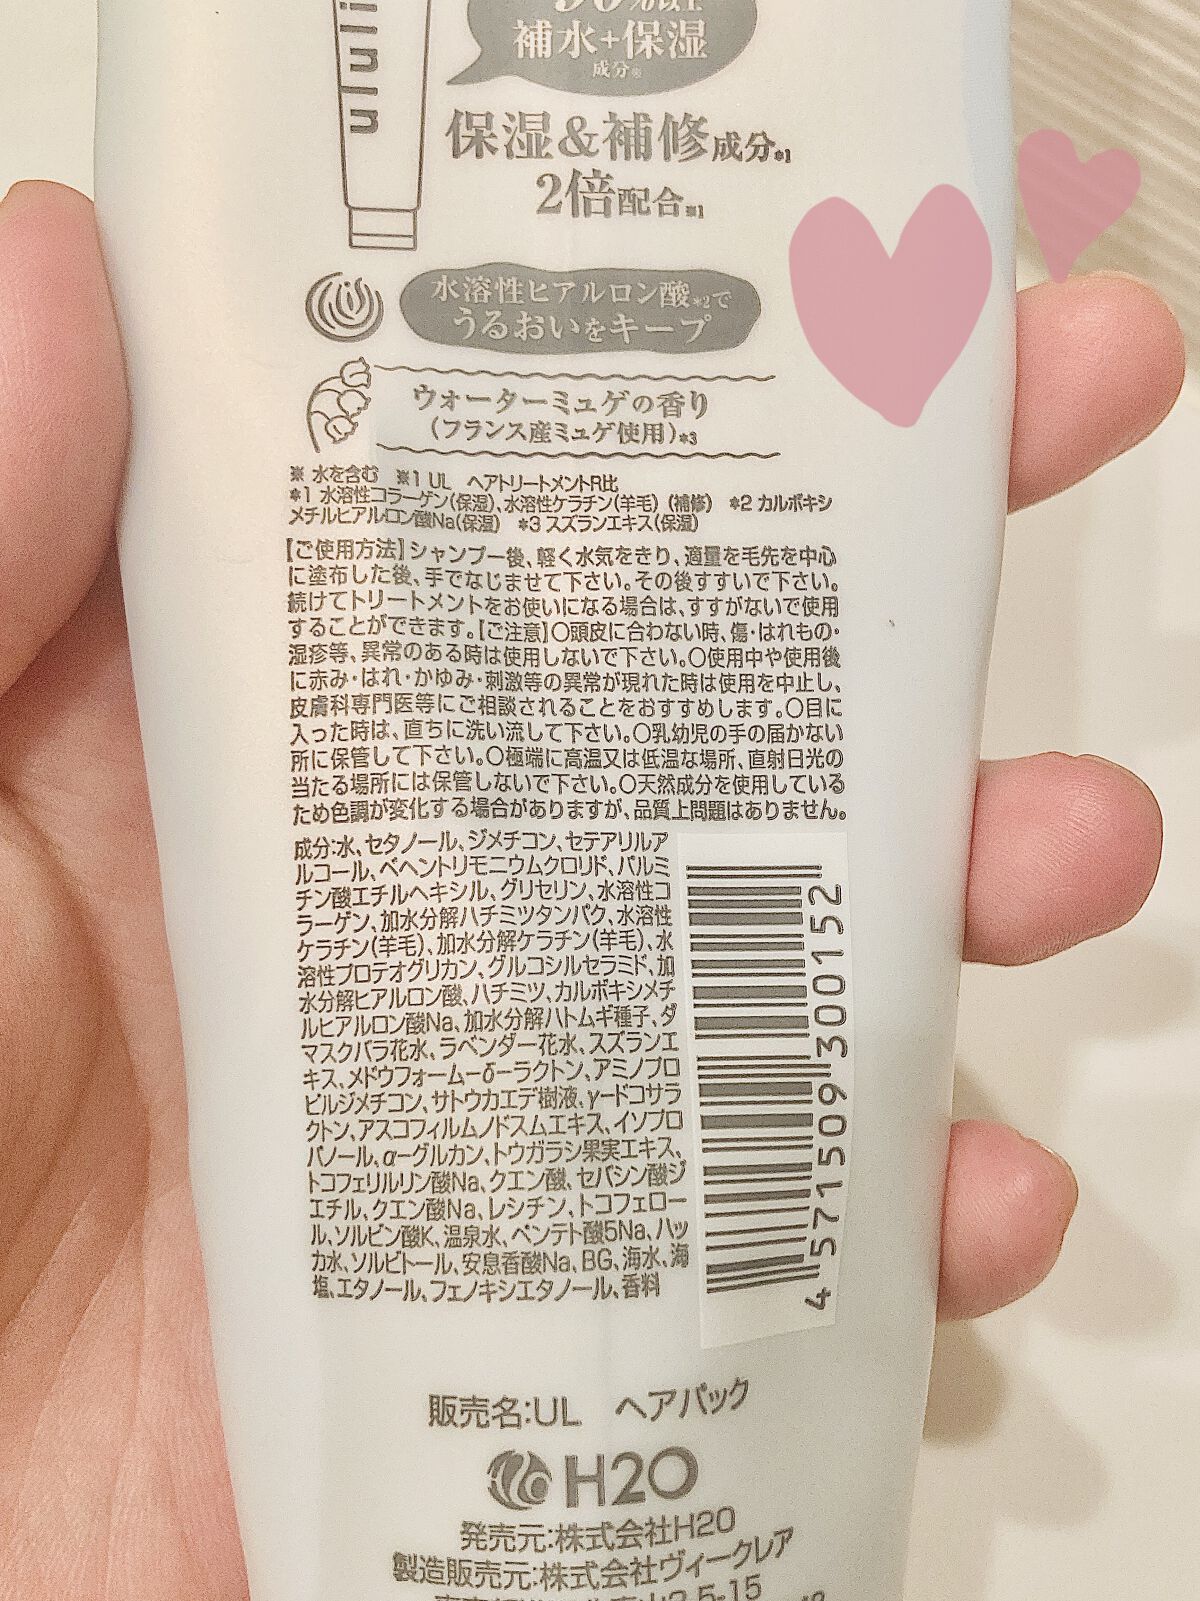 ululi
補水+保湿
成分※
保湿&補修成分*1
2倍配合※1
水溶性ヒアルロン酸*2で
うるおいをキープ
ウォーターミュゲの香り
(フランス産ミュゲ使用)*3
※ 水を含む ※1 UL ヘアトリートメントR比
*1 水溶性コラーゲン(保湿)、水溶性ケラチン(羊毛)(補修) *2 カルボキシ
メチルヒアルロン酸Na(保湿) *3 スズランエキス(保湿)
【ご使用方法】シャンプー後、軽く水気をきり、適量を毛先を中心
に塗布した後、手でなじませて下さい。その後すすいで下さい。
続けてトリートメントをお使いになる場合は、すすがないで使用
することができます。【ご注意】〇頭皮に合わない時、傷・はれもの・
湿疹等、異常のある時は使用しないで下さい。〇使用中や使用後
に赤み・はれ・かゆみ・刺激等の異常が現れた時は使用を中止し、
皮膚科専門医等にご相談されることをおすすめします。〇目に
入った時は、直ちに洗い流して下さい。〇乳幼児の手の届かない
所に保管して下さい。〇極端に高温又は低温な場所、直射日光の
当たる場所には保管しないで下さい。〇天然成分を使用している
ため色調が変化する場合がありますが、品質上問題はありません。
成分:水、セタノール、ジメチコン、セテアリルア
ルコール、ベヘントリモニウムクロリド、パルミ
チン酸エチルヘキシル、グリセリン、水溶性コ
ラーゲン、加水分解ハチミツタンパク、水溶性
ケラチン(羊毛)、加水分解ケラチン(羊毛)、水
溶性プロテオグリカン、グルコシルセラミド、加
水分解ヒアルロン酸、ハチミツ、カルボキシメチ
ルヒアルロン酸Na、加水分解ハトムギ種子、ダ
マスクバラ花水、ラベンダー花水、スズランエ
キス、メドウフォーム-δ-ラクトン、アミノプロ
ピルジメチコン、サトウカエデ樹液、γ-ドコサラ
クトン、アスコフィルムノドスムエキス、イソプロ
パノール、α-グルカン、トウガラシ果実エキス、
トコフェリルリン酸Na、クエン酸、セバシン酸ジ
エチル、クエン酸Na、レシチン、トコフェロー
ル、ソルビン酸K、温泉水、ペンテト酸5Na、ハッ
カ水、ソルビトール、安息香酸Na、BG、海水、海
塩、エタノール、フェノキシエタノール、香料
4571509300152
販売名:UL ヘアパック
H2O
発売元:株式会社H2O
製造販売元:株式会社ヴィークレア
2-5-15